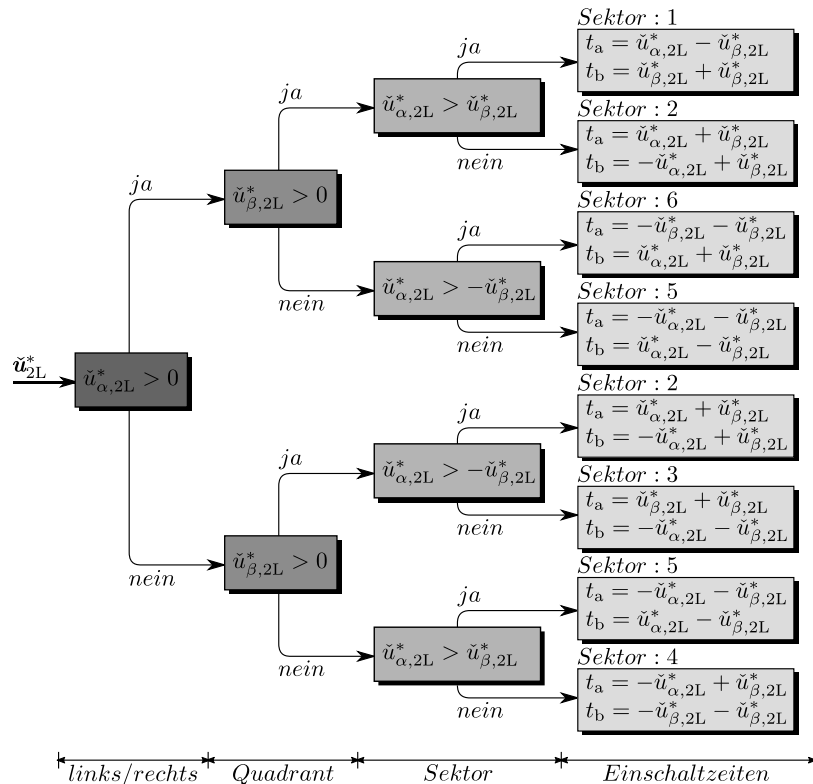 Sektor : 1
ja
t_a = ǔ*_α,2L − ǔ*_β,2L
t_b = ǔ*_β,2L + ǔ*_β,2L
ǔ*_α,2L > ǔ*_β,2L
ja
Sektor : 2
nein
t_a = ǔ*_α,2L + ǔ*_β,2L
t_b = −ǔ*_α,2L + ǔ*_β,2L
ja
ǔ*_β,2L > 0
Sektor : 6
ja
t_a = −ǔ*_β,2L − ǔ*_β,2L
t_b = ǔ*_α,2L + ǔ*_β,2L
nein
ǔ*_α,2L > −ǔ*_β,2L
Sektor : 5
nein
t_a = −ǔ*_α,2L − ǔ*_β,2L
t_b = ǔ*_α,2L − ǔ*_β,2L
ǔ*_2L
ǔ*_α,2L > 0
Sektor : 2
ja
t_a = ǔ*_α,2L + ǔ*_β,2L
t_b = −ǔ*_α,2L + ǔ*_β,2L
ja
ǔ*_α,2L > −ǔ*_β,2L
Sektor : 3
nein
t_a = ǔ*_β,2L + ǔ*_β,2L
t_b = −ǔ*_α,2L − ǔ*_β,2L
nein
ǔ*_β,2L > 0
Sektor : 5
ja
t_a = −ǔ*_α,2L − ǔ*_β,2L
t_b = ǔ*_α,2L − ǔ*_β,2L
nein
ǔ*_α,2L > ǔ*_β,2L
Sektor : 4
nein
t_a = −ǔ*_α,2L + ǔ*_β,2L
t_b = −ǔ*_β,2L − ǔ*_β,2L
links/rechts Quadrant Sektor Einschaltzeiten